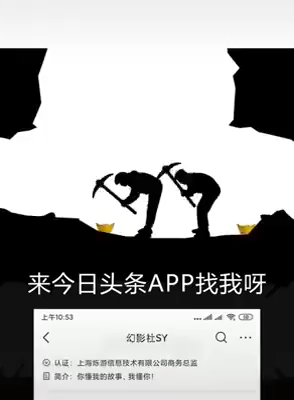 来今日头条APP找我呀
上午10:53
幻影社SY
认证：上海烁游信息技术有限公司商务总监
简介：你懂我的故事，我懂你！